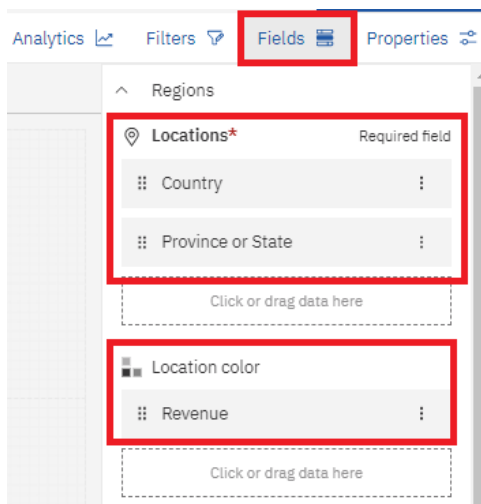 Analytics Filters Fields Properties
Regions
Locations* Required field
Country
Province or State
Click or drag data here
Location color
Revenue
Click or drag data here